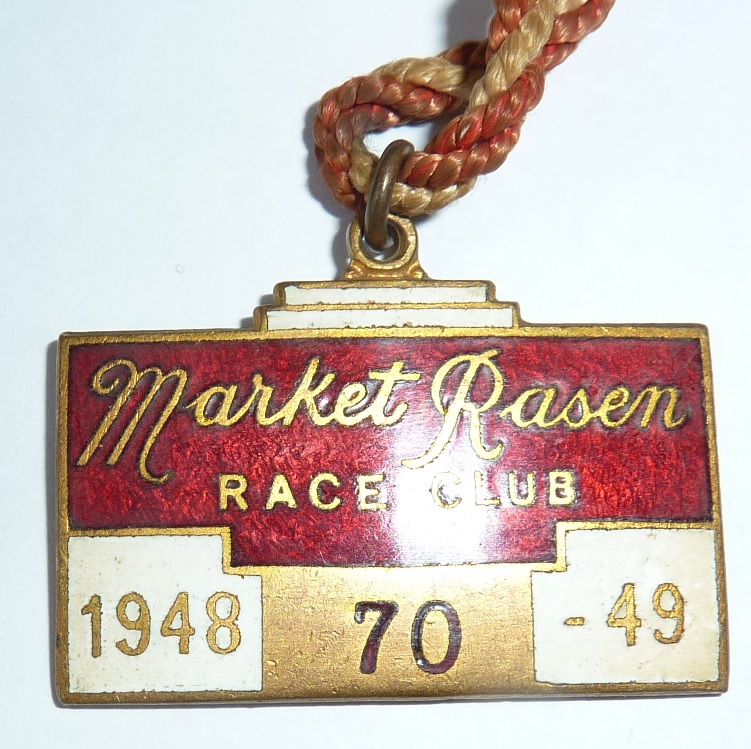 Market Rasen
RACE CLUB
1948 70 - 49